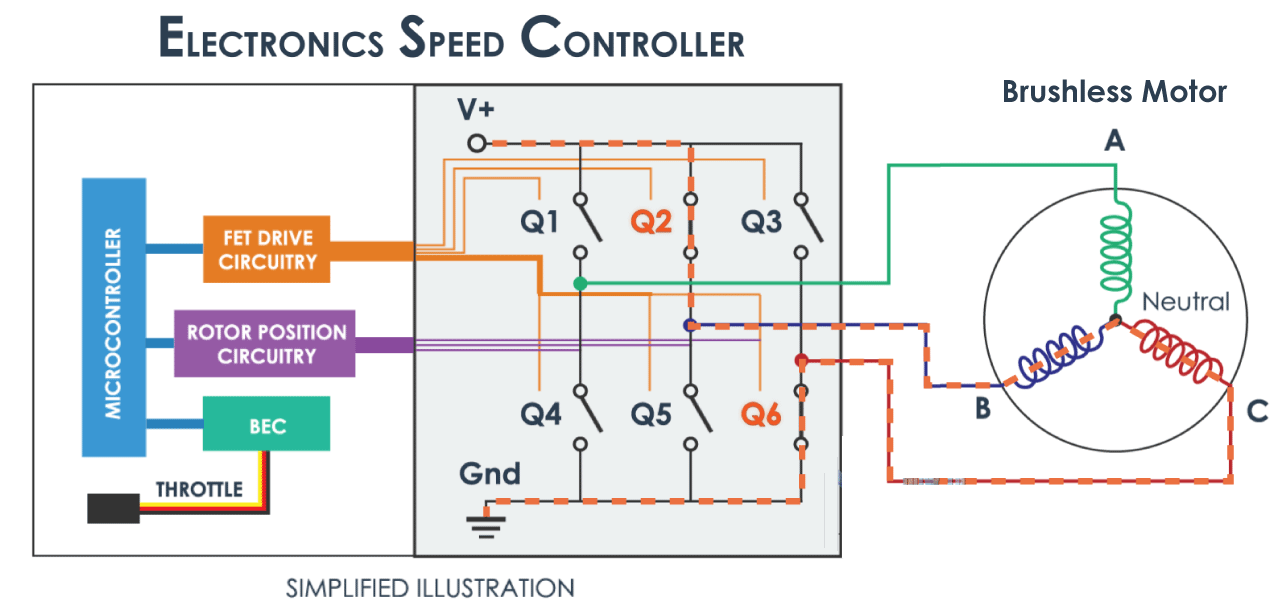 ELECTRONICS SPEED CONTROLLER
Brushless Motor
V+
A
Q1
Q2
Q3
FET DRIVE
CIRCUITRY
MICROCONTROLLER
Neutral
ROTOR POSITION
CIRCUITRY
Q4
Q5
Q6
B
C
BEC
Gnd
THROTTLE
SIMPLIFIED ILLUSTRATION